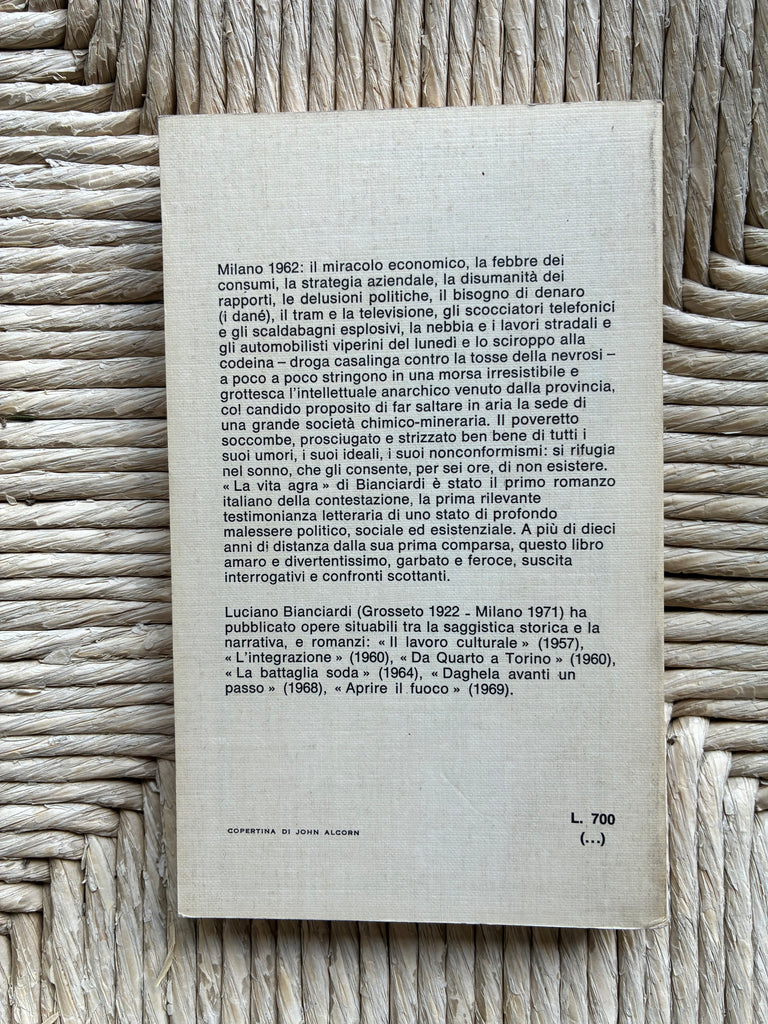 Milano 1962: il miracolo economico, la febbre dei
consumi, la strategia aziendale, la disumanità dei
rapporti, le delusioni politiche, il bisogno di denaro
(i dané), il tram e la televisione, gli scocciatori telefonici
e gli scaldabagni esplosivi, la nebbia e i lavori stradali e
gli automobilisti viperini del lunedì e lo sciroppo alla
codeina – droga casalinga contro la tosse della nevrosi –
a poco a poco stringono in una morsa irresistibile e
grottesca l'intellettuale anarchico venuto dalla provincia,
col candido proposito di far saltare in aria la sede di
una grande società chimico-mineraria. Il poveretto
soccombe, prosciugato e strizzato ben bene di tutti i
suoi umori, i suoi ideali, i suoi nonconformismi: si rifugia
nel sonno, che gli consente, per sei ore, di non esistere.
« La vita agra » di Bianciardi è stato il primo romanzo
italiano della contestazione, la prima rilevante
testimonianza letteraria di uno stato di profondo
malessere politico, sociale ed esistenziale. A più di dieci
anni di distanza dalla sua prima comparsa, questo libro
amaro e divertentissimo, garbato e feroce, suscita
interrogativi e confronti scottanti.
Luciano Bianciardi (Grosseto 1922 - Milano 1971) ha
pubblicato opere situabili tra la saggistica storica e la
narrativa, e romanzi: « Il lavoro culturale » (1957),
« L'integrazione » (1960), « Da Quarto a Torino » (1960),
« La battaglia soda » (1964), « Daghela avanti un
passo » (1968), « Aprire il fuoco » (1969).
COPERTINA DI JOHN ALCORN
L. 700
(...)